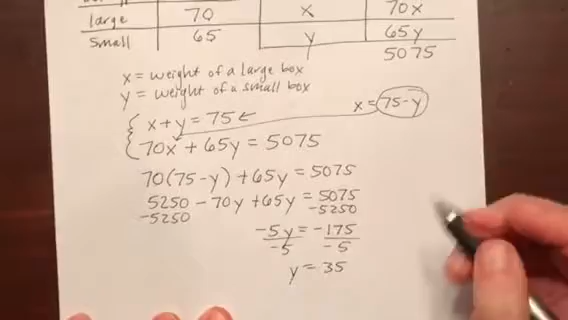 large 70 x 70x
small 65 y 65y
5075
x = weight of a large box
y = weight of a small box
x = 75-y
x + y = 75
70x + 65y = 5075
70(75-y) + 65y = 5075
5250 - 70y + 65y = 5075
-5250 -5250
-5y = -175
-5 -5
y = 35